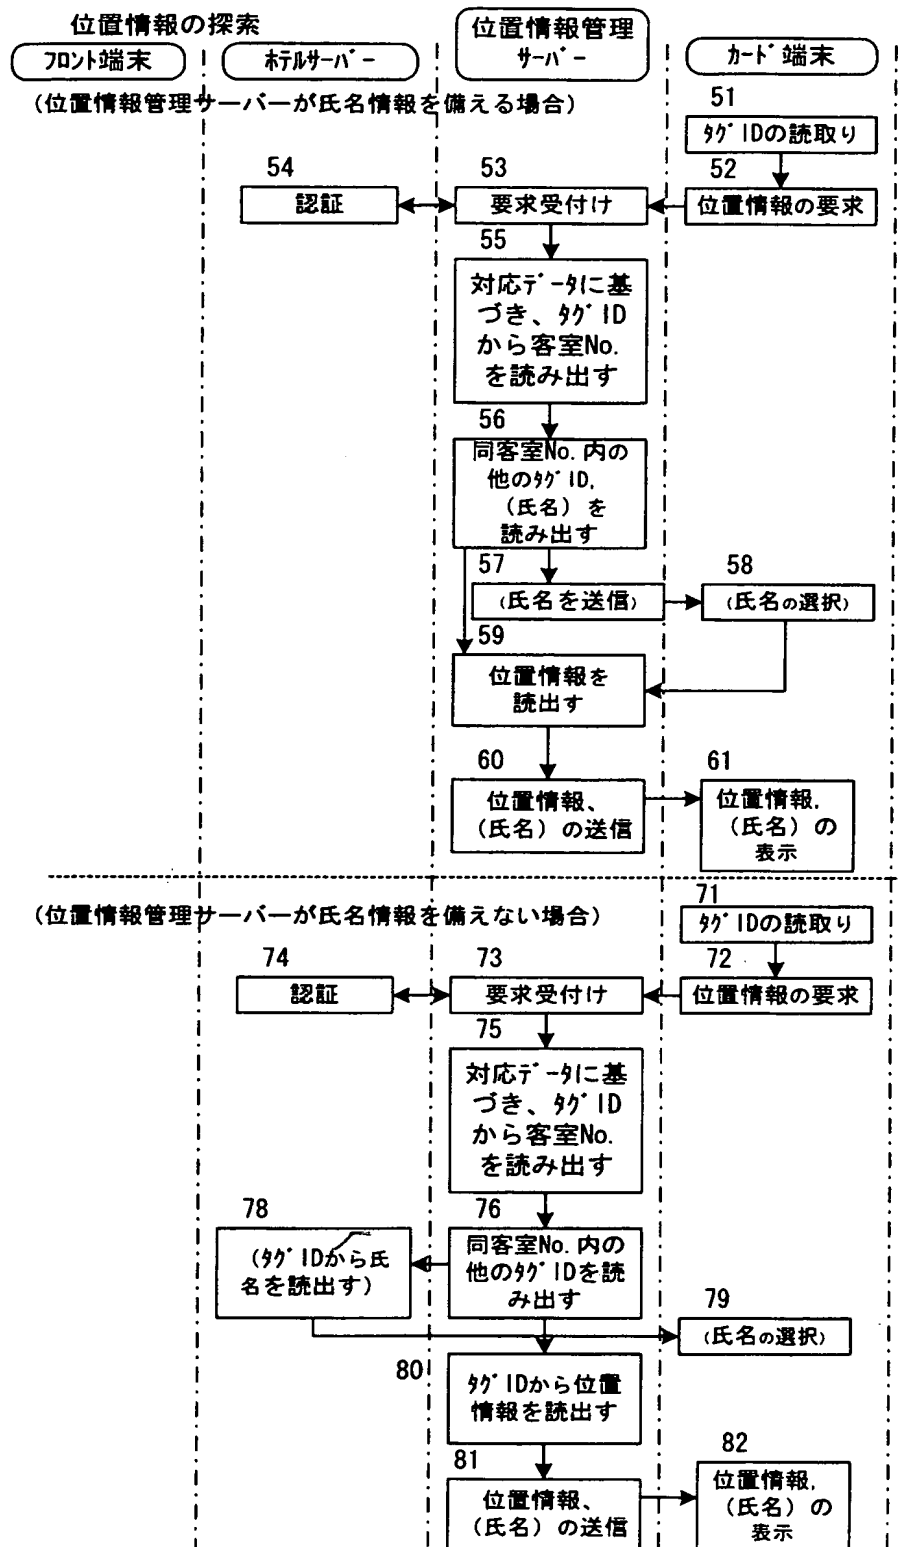 位置情報の探索
フロント端末
ホテルサーバー
位置情報管理
サーバー
カード端末
(位置情報管理サーバーが氏名情報を備える場合)
51
タグIDの読取り
52
位置情報の要求
53
要求受付け
54
認証
55
対応データに基
づき、タグID
から客室No.
を読み出す
56
同客室No.内の
他のタグID,
(氏名)を
読み出す
57
(氏名を送信)
58
(氏名の選択)
59
位置情報を
読出す
60
位置情報、
(氏名)の送信
61
位置情報,
(氏名)の
表示
(位置情報管理サーバーが氏名情報を備えない場合)
71
タグIDの読取り
72
位置情報の要求
73
要求受付け
74
認証
75
対応データに基
づき、タグID
から客室No.
を読み出す
76
同客室No.内の
他のタグIDを読
み出す
78
(タグIDから氏
名を読出す)
79
(氏名の選択)
80
タグIDから位置
情報を読出す
81
位置情報、
(氏名)の送信
82
位置情報,
(氏名)の
表示